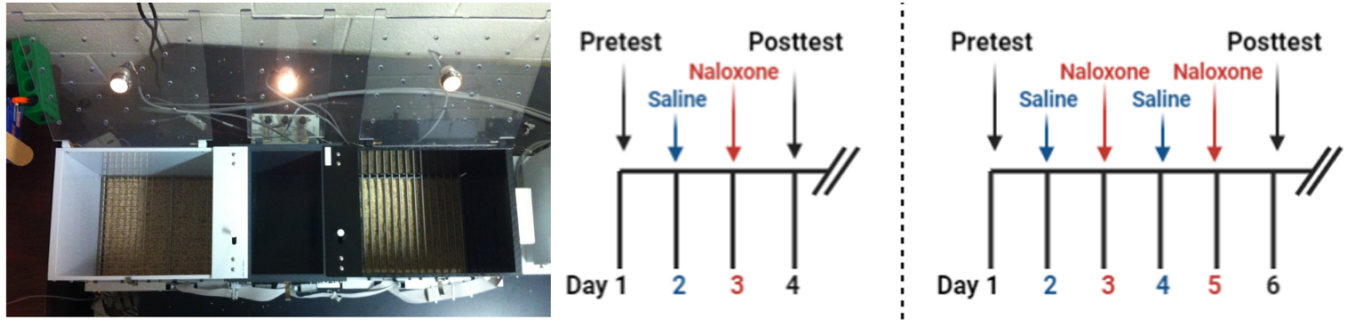 Pretest Posttest
Naloxone
Saline
Day 1 2 3 4
Pretest Posttest
Naloxone Naloxone
Saline Saline
Day 1 2 3 4 5 6